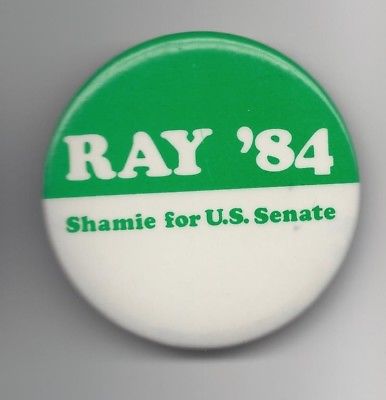 RAY '84
Shamie for U.S. Senate